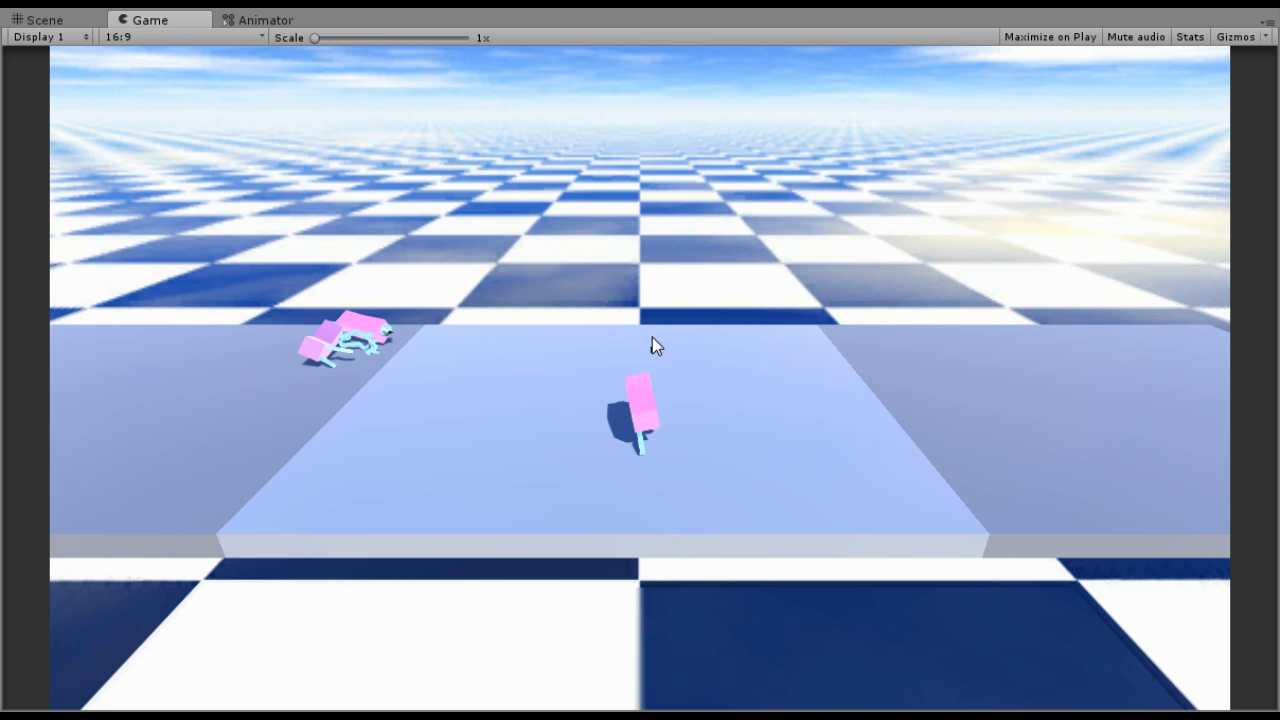 Scene Game Animator
Display 1 16:9 Scale 1x Maximize on Play Mute audio Stats Gizmos